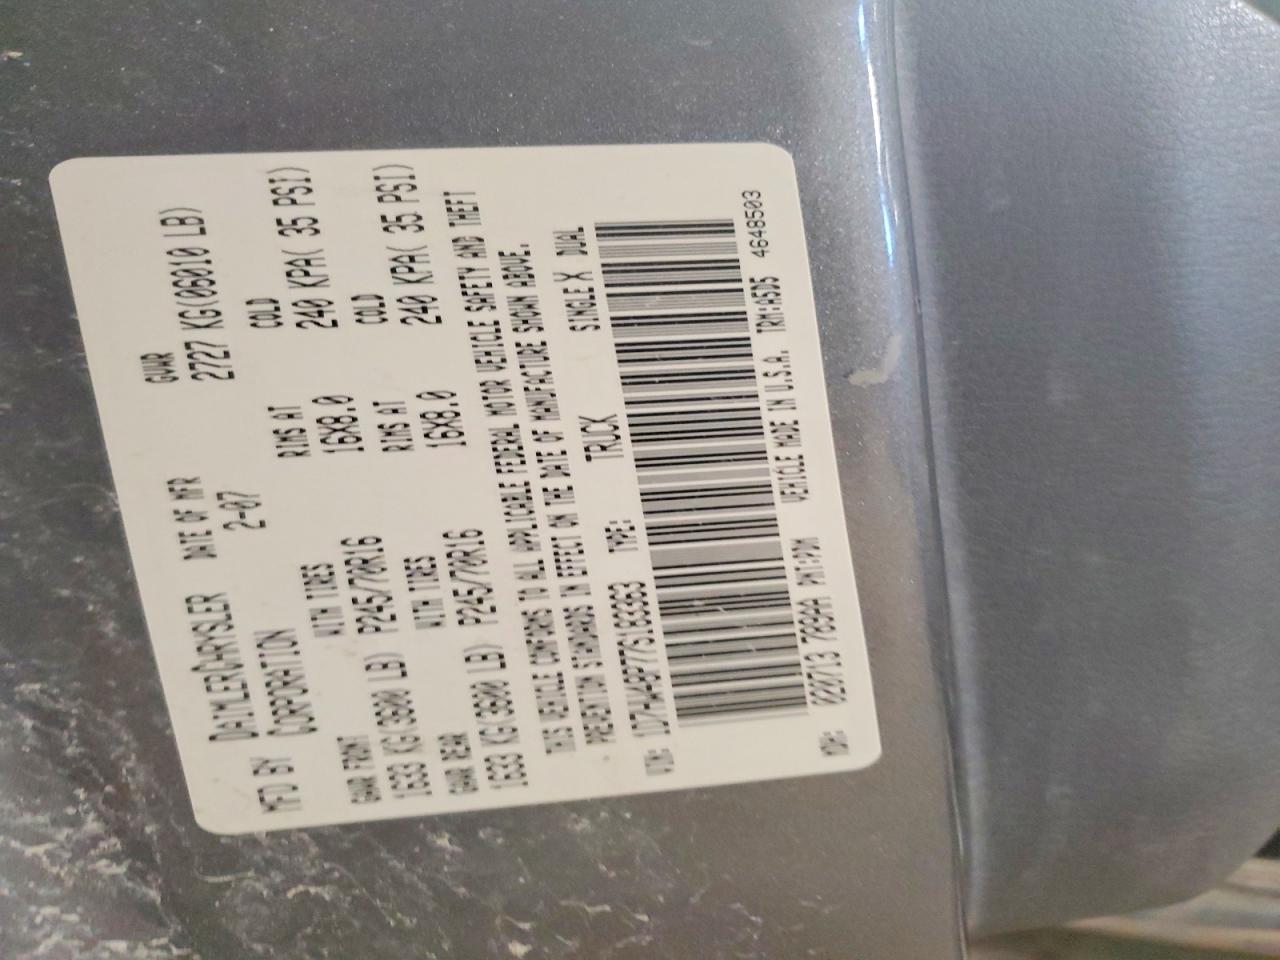 MFD BY DAIMLERCHRYSLER CORPORATION DATE OF MFR 2-07 GVWR 2727 KG(06010 LB)
GAWR FRONT WITH TIRES RIMS AT COLD
1633 KG(3600 LB) P245/70R16 16X8.0 240 KPA( 35 PSI)
GAWR REAR WITH TIRES RIMS AT COLD
1633 KG(3600 LB) P245/70R16 16X8.0 240 KPA( 35 PSI)
THIS VEHICLE CONFORMS TO ALL APPLICABLE FEDERAL MOTOR VEHICLE SAFETY AND THEFT
PREVENTION STANDARDS IN EFFECT ON THE DATE OF MANUFACTURE SHOWN ABOVE.
VIN: TYPE: TRUCK SINGLE X DUAL
MDH: VEHICLE MADE IN U.S.A. 4648503